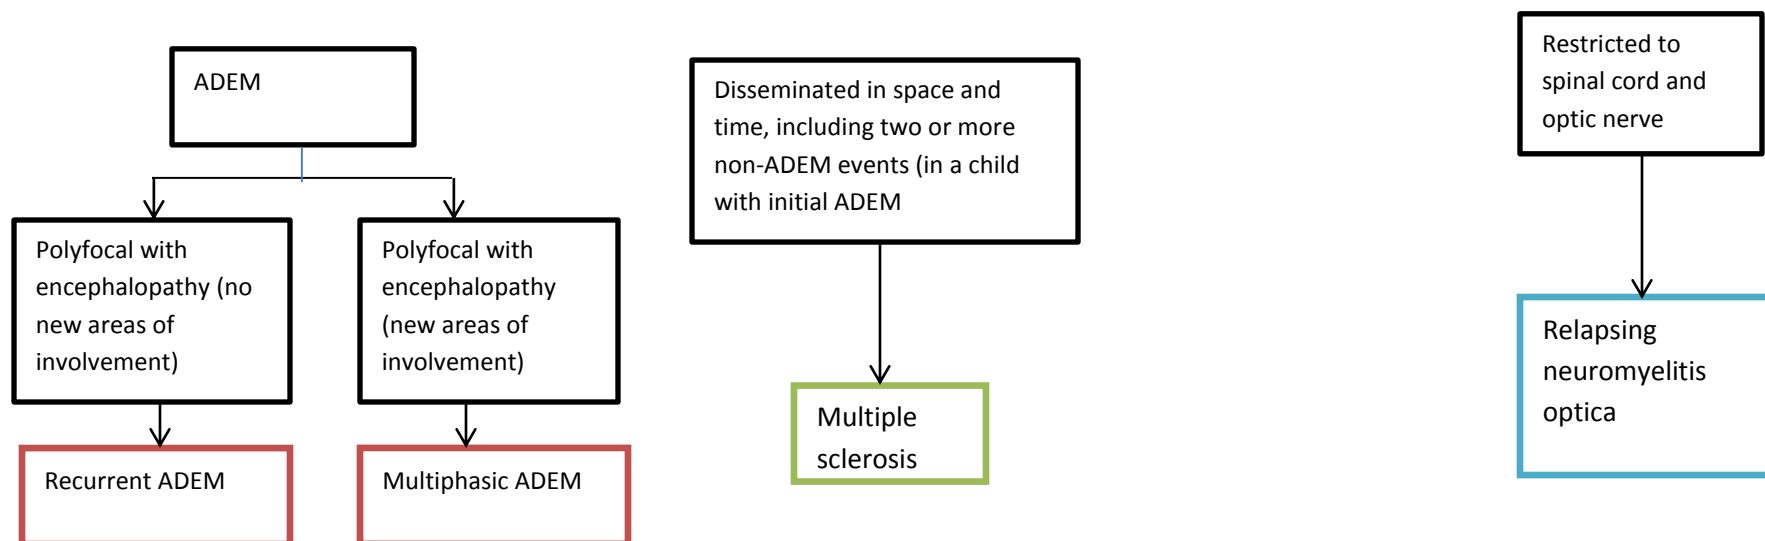 ADEM
Disseminated in space and
time, including two or more
non-ADEM events (in a child
with initial ADEM
Restricted to
spinal cord and
optic nerve
Polyfocal with
encephalopathy (no
new areas of
involvement)
Polyfocal with
encephalopathy
(new areas of
involvement)
Relapsing
neuromyelitis
optica
Multiple
sclerosis
Recurrent ADEM
Multiphasic ADEM